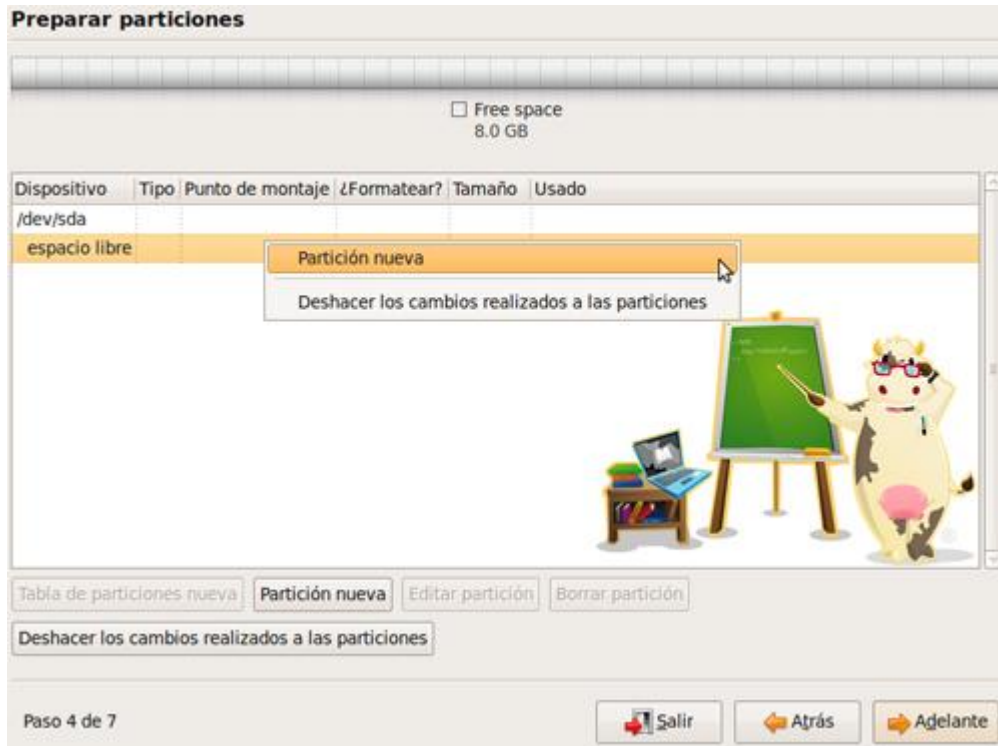 Preparar particiones
Free space
8.0 GB
Dispositivo Tipo Punto de montaje ¿Formatear? Tamaño Usado
/dev/sda
espacio libre
Partición nueva
Deshacer los cambios realizados a las particiones
Tabla de particiones nueva Partición nueva Editar partición Borrar partición
Deshacer los cambios realizados a las particiones
Paso 4 de 7 Salir Atrás Adelante